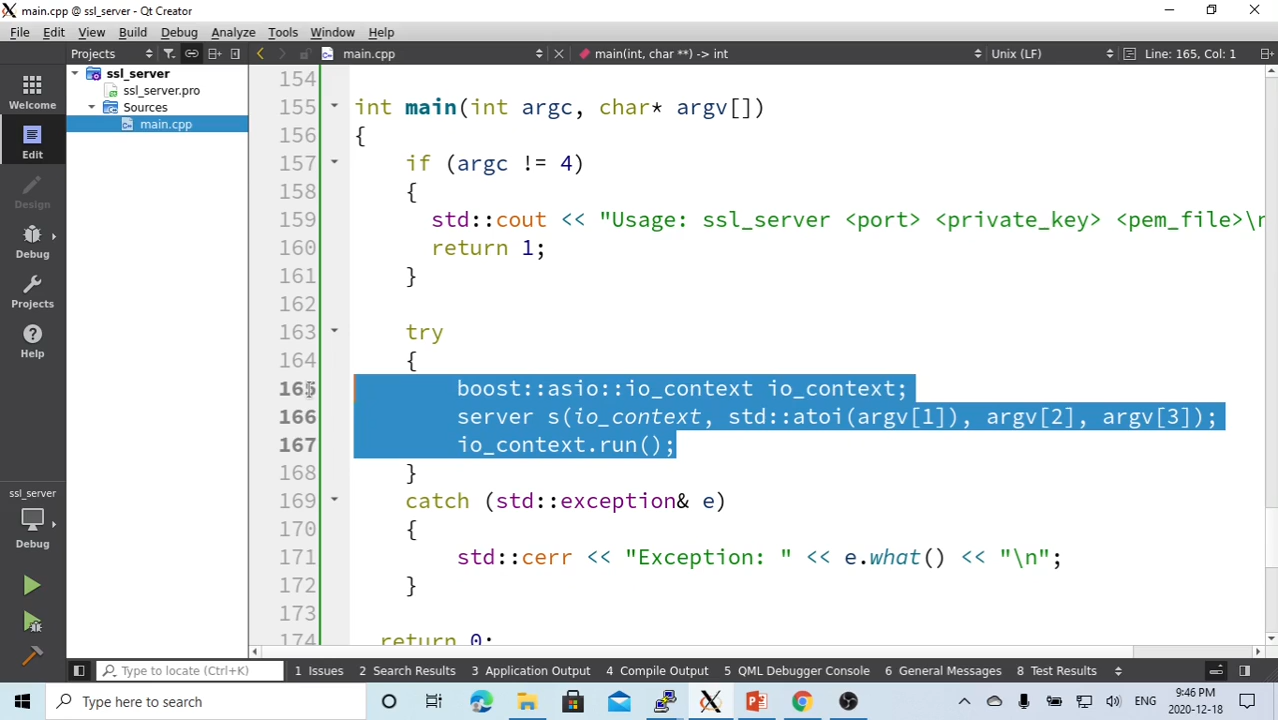 main.cpp @ ssl_server - Qt Creator
File Edit View Build Debug Analyze Tools Window Help
Projects main.cpp main(int, char **) -> int Unix (LF) Line: 165, Col: 1
Welcome
Edit
Design
Debug
Projects
Help
ssl_server
Debug
ssl_server
ssl_server.pro
Sources
main.cpp
154
155 int main(int argc, char* argv[])
156 {
157 if (argc != 4)
158 {
159 std::cout << "Usage: ssl_server <port> <private_key> <pem_file>\n
160 return 1;
161 }
162
163 try
164 {
165 boost::asio::io_context io_context;
166 server s(io_context, std::atoi(argv[1]), argv[2], argv[3]);
167 io_context.run();
168 }
169 catch (std::exception& e)
170 {
171 std::cerr << "Exception: " << e.what() << "\n";
172 }
173
174 return 0;
Type to locate (Ctrl+K) 1 Issues 2 Search Results 3 Application Output 4 Compile Output 5 QML Debugger Console 6 General Messages 8 Test Results
Type here to search ENG 9:46 PM
2020-12-18